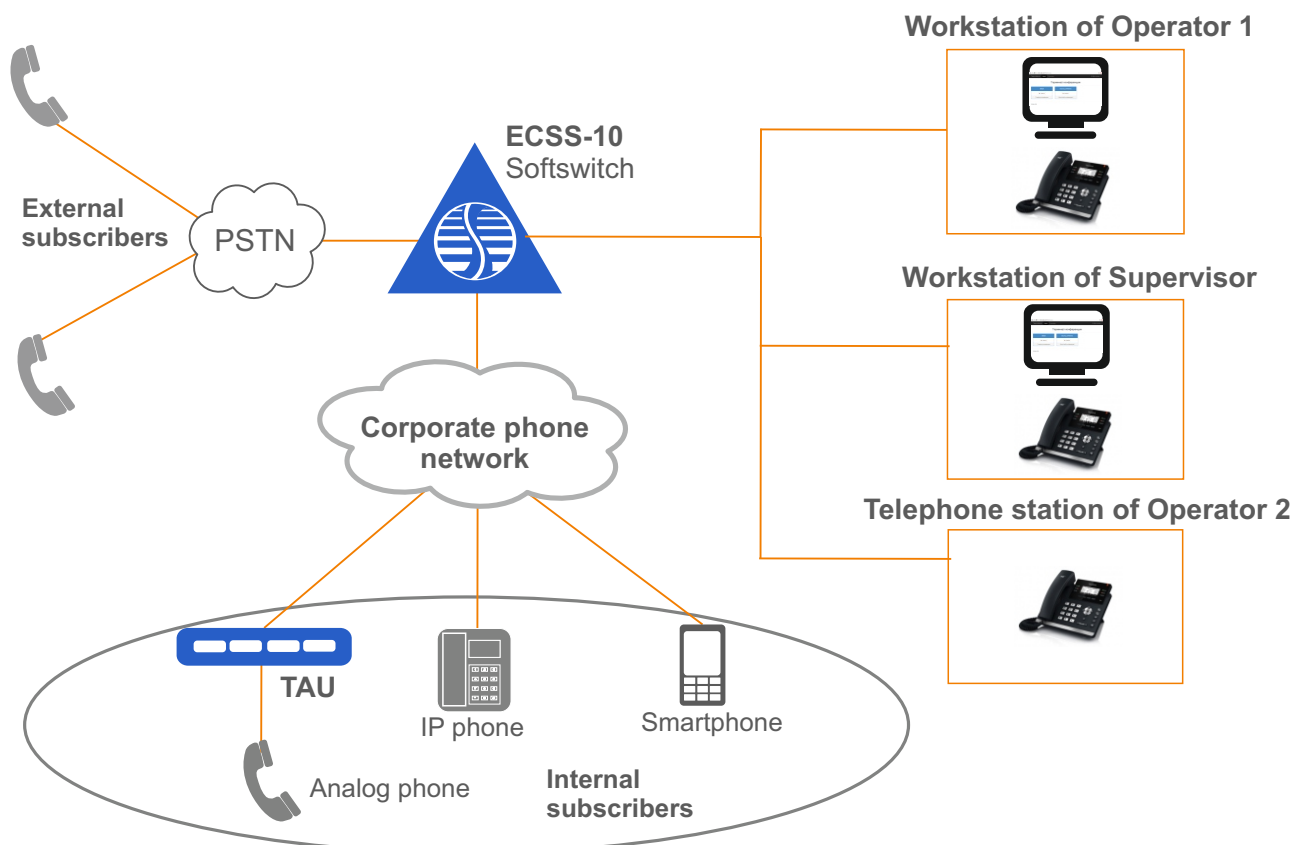 Workstation of Operator 1
ECSS-10
Softswitch
External
subscribers
PSTN
Workstation of Supervisor
Corporate phone
network
Telephone station of Operator 2
TAU
IP phone
Smartphone
Analog phone
Internal
subscribers